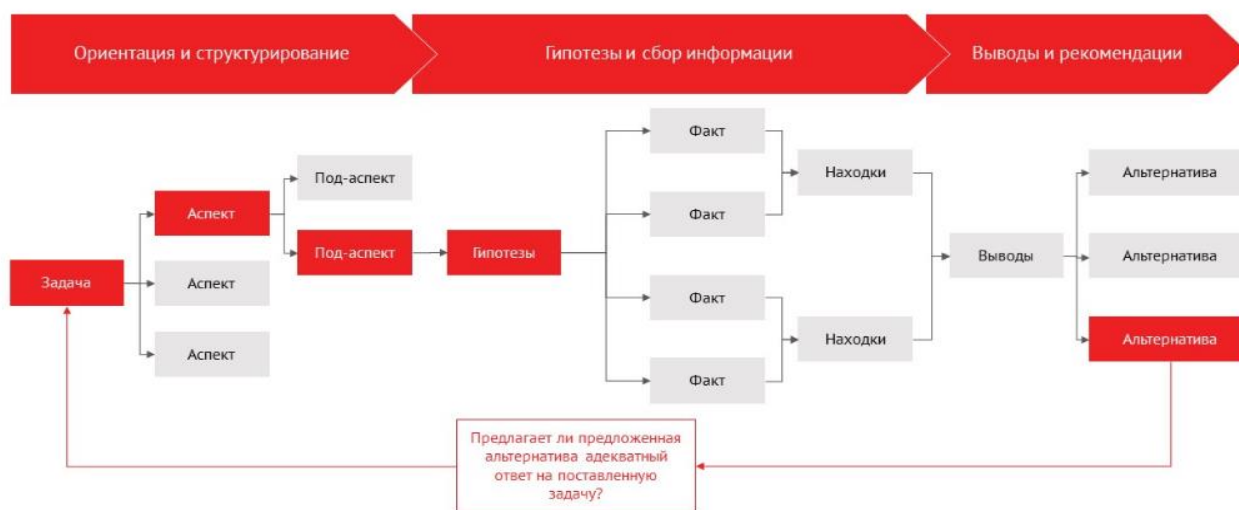 Ориентация и структурирование
Гипотезы и сбор информации
Выводы и рекомендации
Факт
Под-аспект
Находки
Альтернатива
Аспект
Факт
Под-аспект
Гипотезы
Задача
Аспект
Выводы
Альтернатива
Факт
Аспект
Находки
Альтернатива
Факт
Предлагает ли предложенная
альтернатива адекватный
ответ на поставленную
задачу?